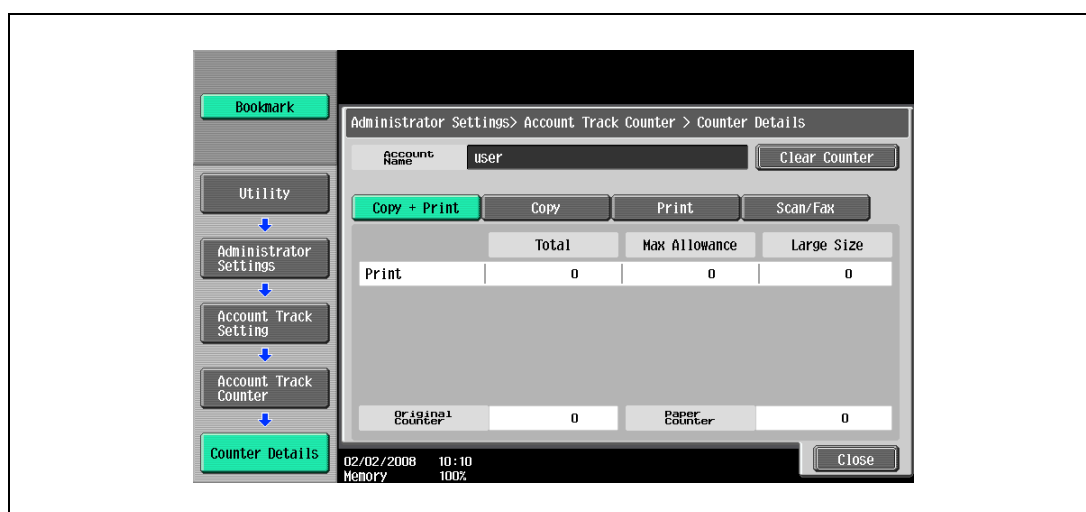 Bookmark
Utility
Administrator
Settings
Account Track
Setting
Account Track
Counter
Counter Details
Administrator Settings> Account Track Counter > Counter Details
Account
Name
user
Clear Counter
Copy + Print
Copy
Print
Scan/Fax
Total
Max Allowance
Large Size
Print
0
0
0
Original
Counter
0
Paper
Counter
0
02/02/2008 10:10
Memory 100%
Close